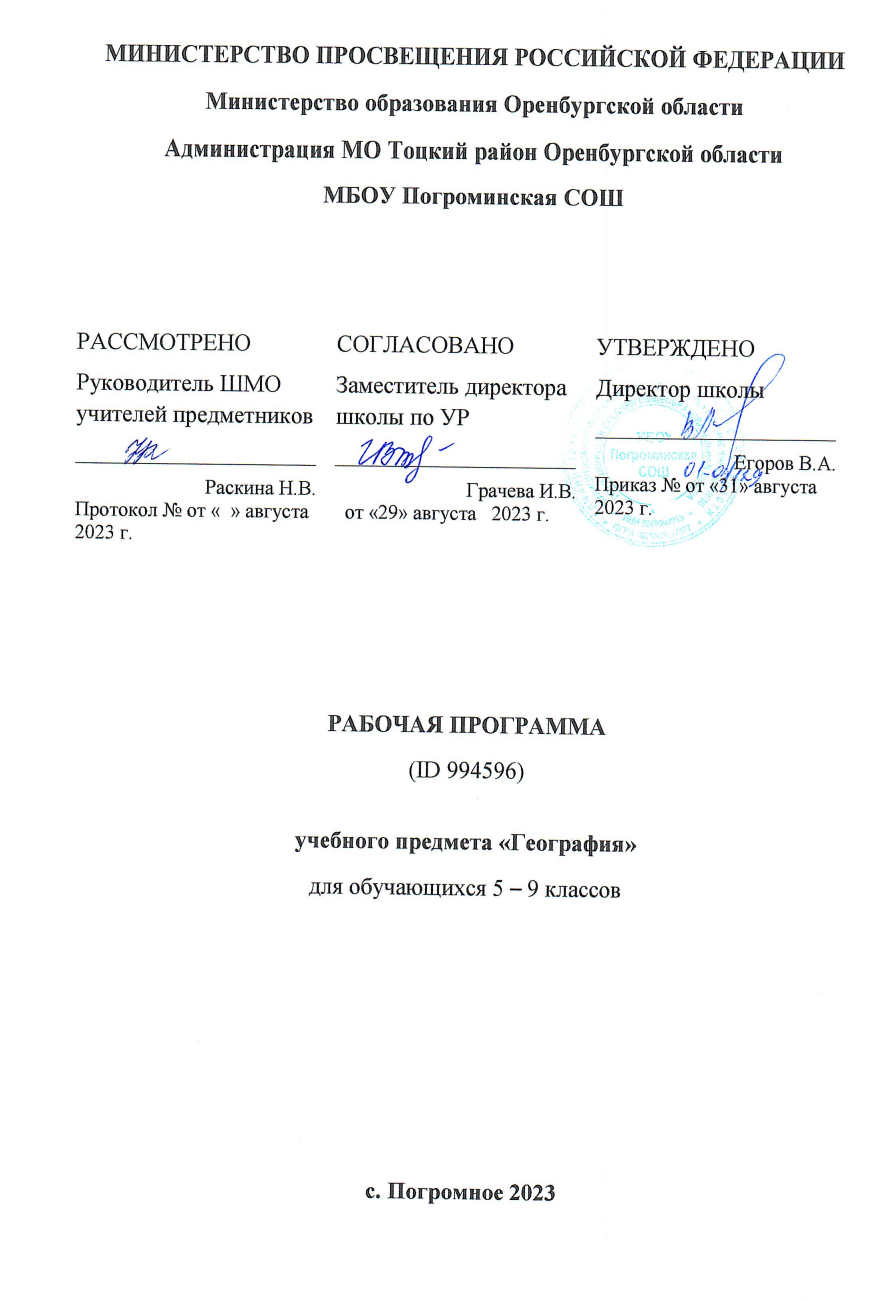 МИНИСТЕРСТВО ПРОСВЕЩЕНИЯ РОССИЙСКОЙ ФЕДЕРАЦИИ
Министерство образования Оренбургской области
Администрация МО Тоцкий район Оренбургской области
МБОУ Погроминская СОШ
РАССМОТРЕНО
Руководитель ШМО
учителей предметников
Раскина Н.В.
Протокол № от «  » августа
2023 г.
СОГЛАСОВАНО
Заместитель директора
школы по УР
Грачева И.В.
от «29» августа   2023 г.
УТВЕРЖДЕНО
Директор школы
Егоров В.А.
Приказ № от «31» августа
2023 г.
МБОУ
Погроминская
СОШ
РАБОЧАЯ ПРОГРАММА
(ID 994596)
учебного предмета «География»
для обучающихся 5 – 9 классов
с. Погромное 2023